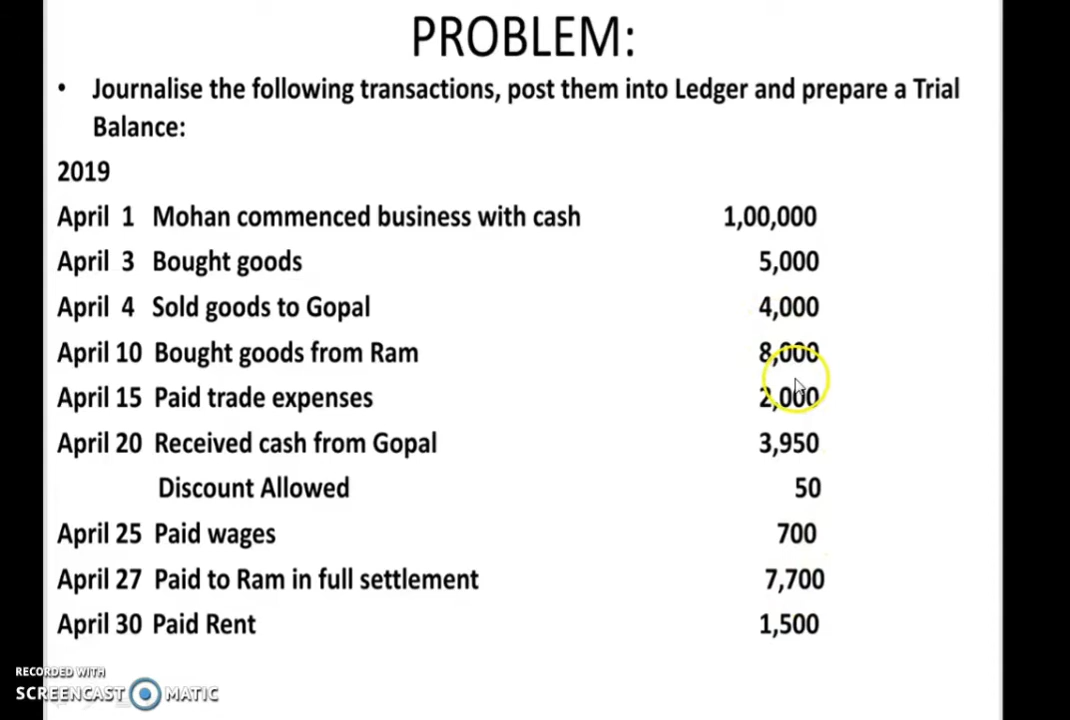 PROBLEM:
• Journalise the following transactions, post them into Ledger and prepare a Trial
Balance:
2019
April 1 Mohan commenced business with cash 1,00,000
April 3 Bought goods 5,000
April 4 Sold goods to Gopal 4,000
April 10 Bought goods from Ram 8,000
April 15 Paid trade expenses 2,000
April 20 Received cash from Gopal 3,950
Discount Allowed 50
April 25 Paid wages 700
April 27 Paid to Ram in full settlement 7,700
April 30 Paid Rent 1,500
RECORDED WITH
SCREENCAST MATIC